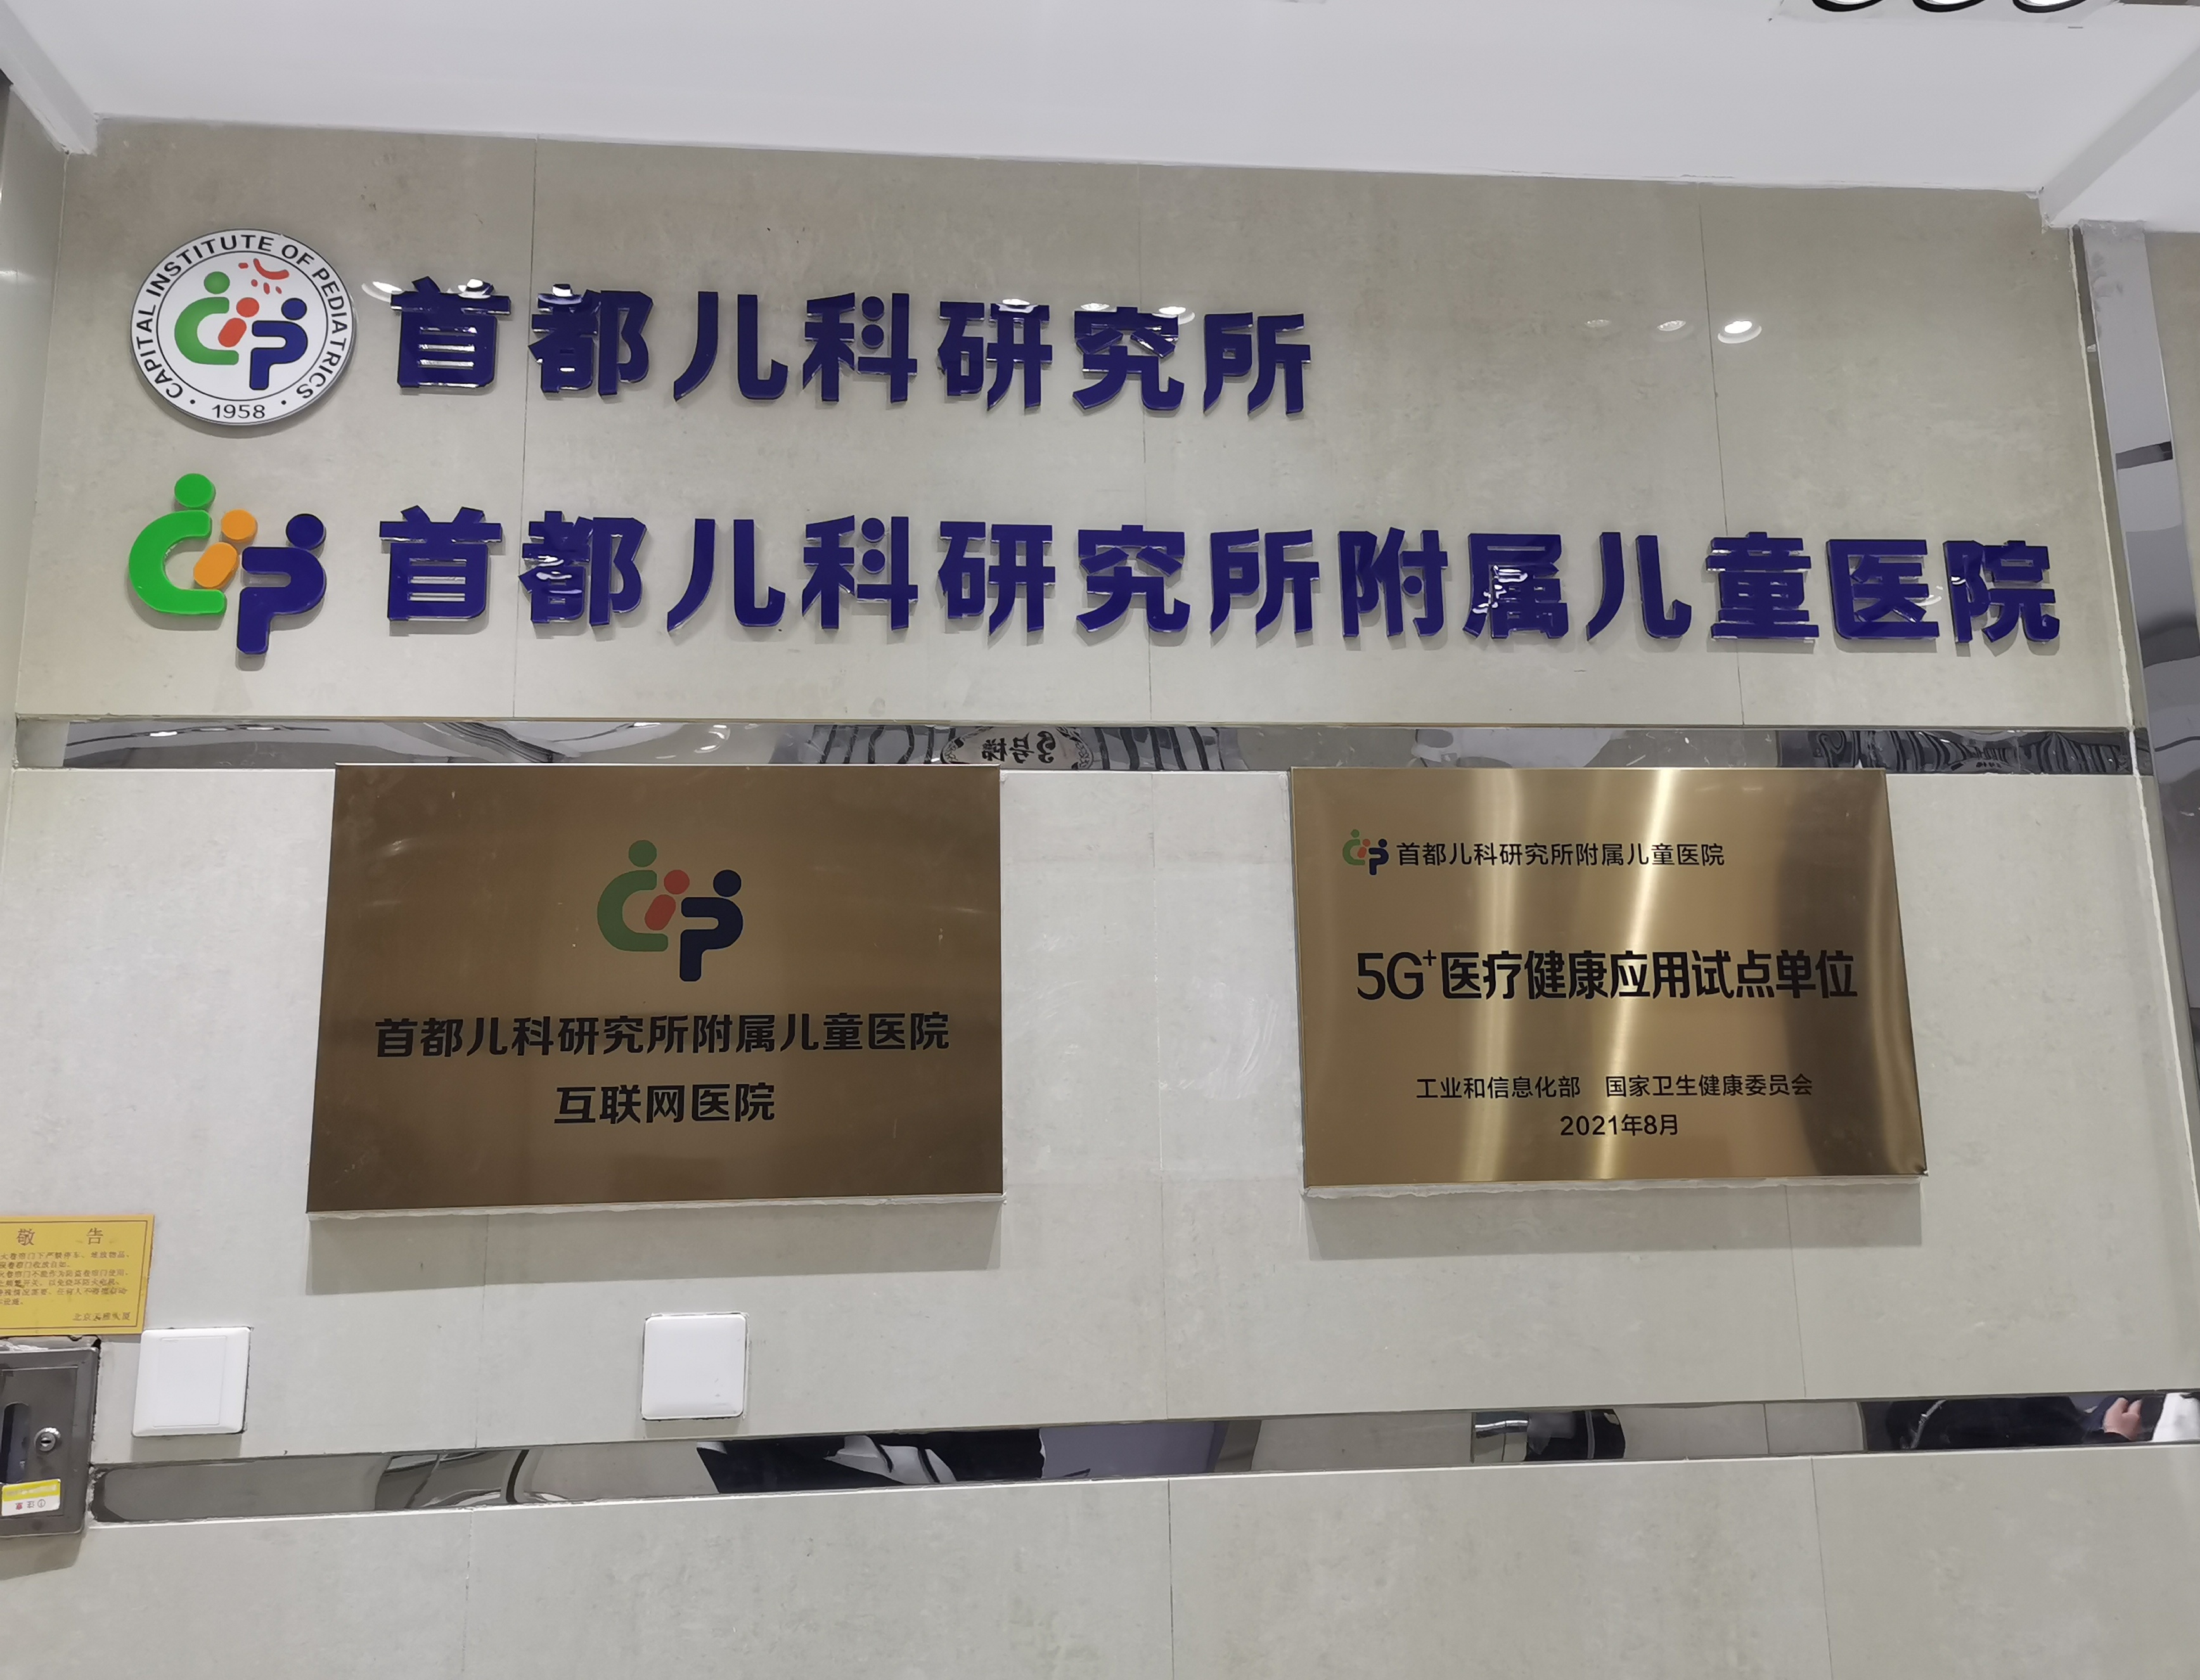 CAPITAL INSTITUTE OF PEDIATRICS
1958
首都儿科研究所
首都儿科研究所附属儿童医院
首都儿科研究所附属儿童医院
互联网医院
首都儿科研究所附属儿童医院
5G+医疗健康应用试点单位
工业和信息化部 国家卫生健康委员会
2021年8月
敬 告